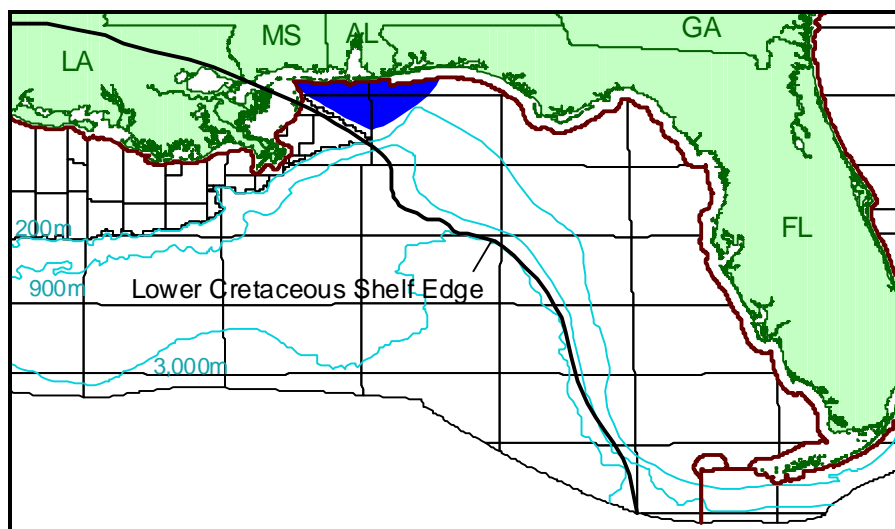 MS
AL
GA
LA
FL
200m
900m
Lower Cretaceous Shelf Edge
3,000m